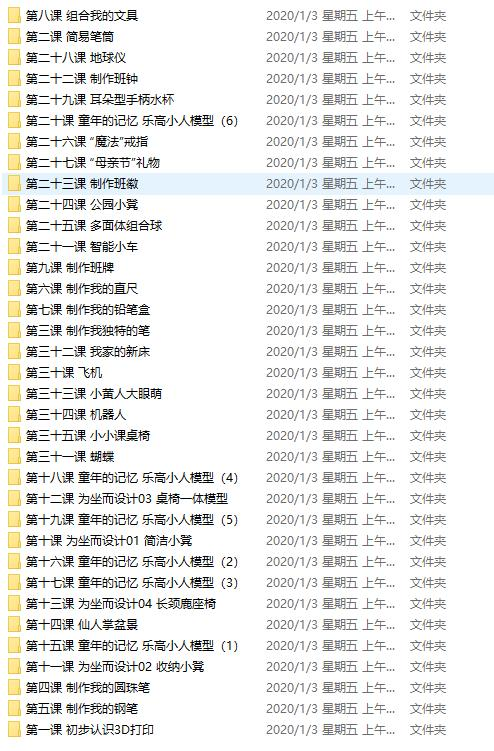 第八课 组合我的文具 2020/1/3 星期五 上午... 文件夹
第二课 简易笔筒 2020/1/3 星期五 上午... 文件夹
第二十八课 地球仪 2020/1/3 星期五 上午... 文件夹
第二十二课 制作班钟 2020/1/3 星期五 上午... 文件夹
第二十九课 耳朵型手柄水杯 2020/1/3 星期五 上午... 文件夹
第二十课 童年的记忆 乐高小人模型（6） 2020/1/3 星期五 上午... 文件夹
第二十六课 “魔法”戒指 2020/1/3 星期五 上午... 文件夹
第二十七课 “母亲节”礼物 2020/1/3 星期五 上午... 文件夹
第二十三课 制作班徽 2020/1/3 星期五 上午... 文件夹
第二十四课 公园小凳 2020/1/3 星期五 上午... 文件夹
第二十五课 多面体组合球 2020/1/3 星期五 上午... 文件夹
第二十一课 智能小车 2020/1/3 星期五 上午... 文件夹
第九课 制作班牌 2020/1/3 星期五 上午... 文件夹
第六课 制作我的直尺 2020/1/3 星期五 上午... 文件夹
第七课 制作我的铅笔盒 2020/1/3 星期五 上午... 文件夹
第三课 制作我独特的笔 2020/1/3 星期五 上午... 文件夹
第三十二课 我家的新床 2020/1/3 星期五 上午... 文件夹
第三十课 飞机 2020/1/3 星期五 上午... 文件夹
第三十三课 小黄人大眼萌 2020/1/3 星期五 上午... 文件夹
第三十四课 机器人 2020/1/3 星期五 上午... 文件夹
第三十五课 小小课桌椅 2020/1/3 星期五 上午... 文件夹
第三十一课 蝴蝶 2020/1/3 星期五 上午... 文件夹
第十八课 童年的记忆 乐高小人模型（4） 2020/1/3 星期五 上午... 文件夹
第十二课 为坐而设计03 桌椅一体模型 2020/1/3 星期五 上午... 文件夹
第十九课 童年的记忆 乐高小人模型（5） 2020/1/3 星期五 上午... 文件夹
第十课 为坐而设计01 简洁小凳 2020/1/3 星期五 上午... 文件夹
第十六课 童年的记忆 乐高小人模型（2） 2020/1/3 星期五 上午... 文件夹
第十七课 童年的记忆 乐高小人模型（3） 2020/1/3 星期五 上午... 文件夹
第十三课 为坐而设计04 长颈鹿座椅 2020/1/3 星期五 上午... 文件夹
第十四课 仙人掌盆景 2020/1/3 星期五 上午... 文件夹
第十五课 童年的记忆 乐高小人模型（1） 2020/1/3 星期五 上午... 文件夹
第十一课 为坐而设计02 收纳小凳 2020/1/3 星期五 上午... 文件夹
第四课 制作我的圆珠笔 2020/1/3 星期五 上午... 文件夹
第五课 制作我的钢笔 2020/1/3 星期五 上午... 文件夹
第一课 初步认识3D打印 2020/1/3 星期五 上午... 文件夹